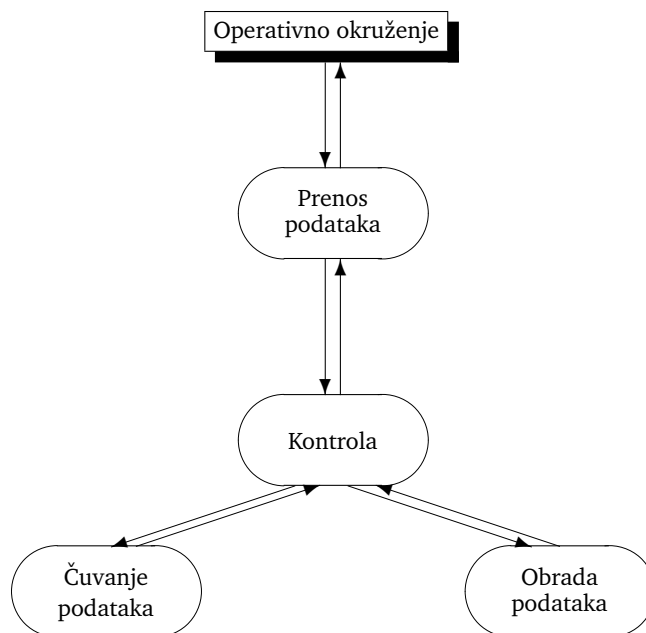 Operativno okruženje
Prenos
podataka
Kontrola
Čuvanje
podataka
Obrada
podataka